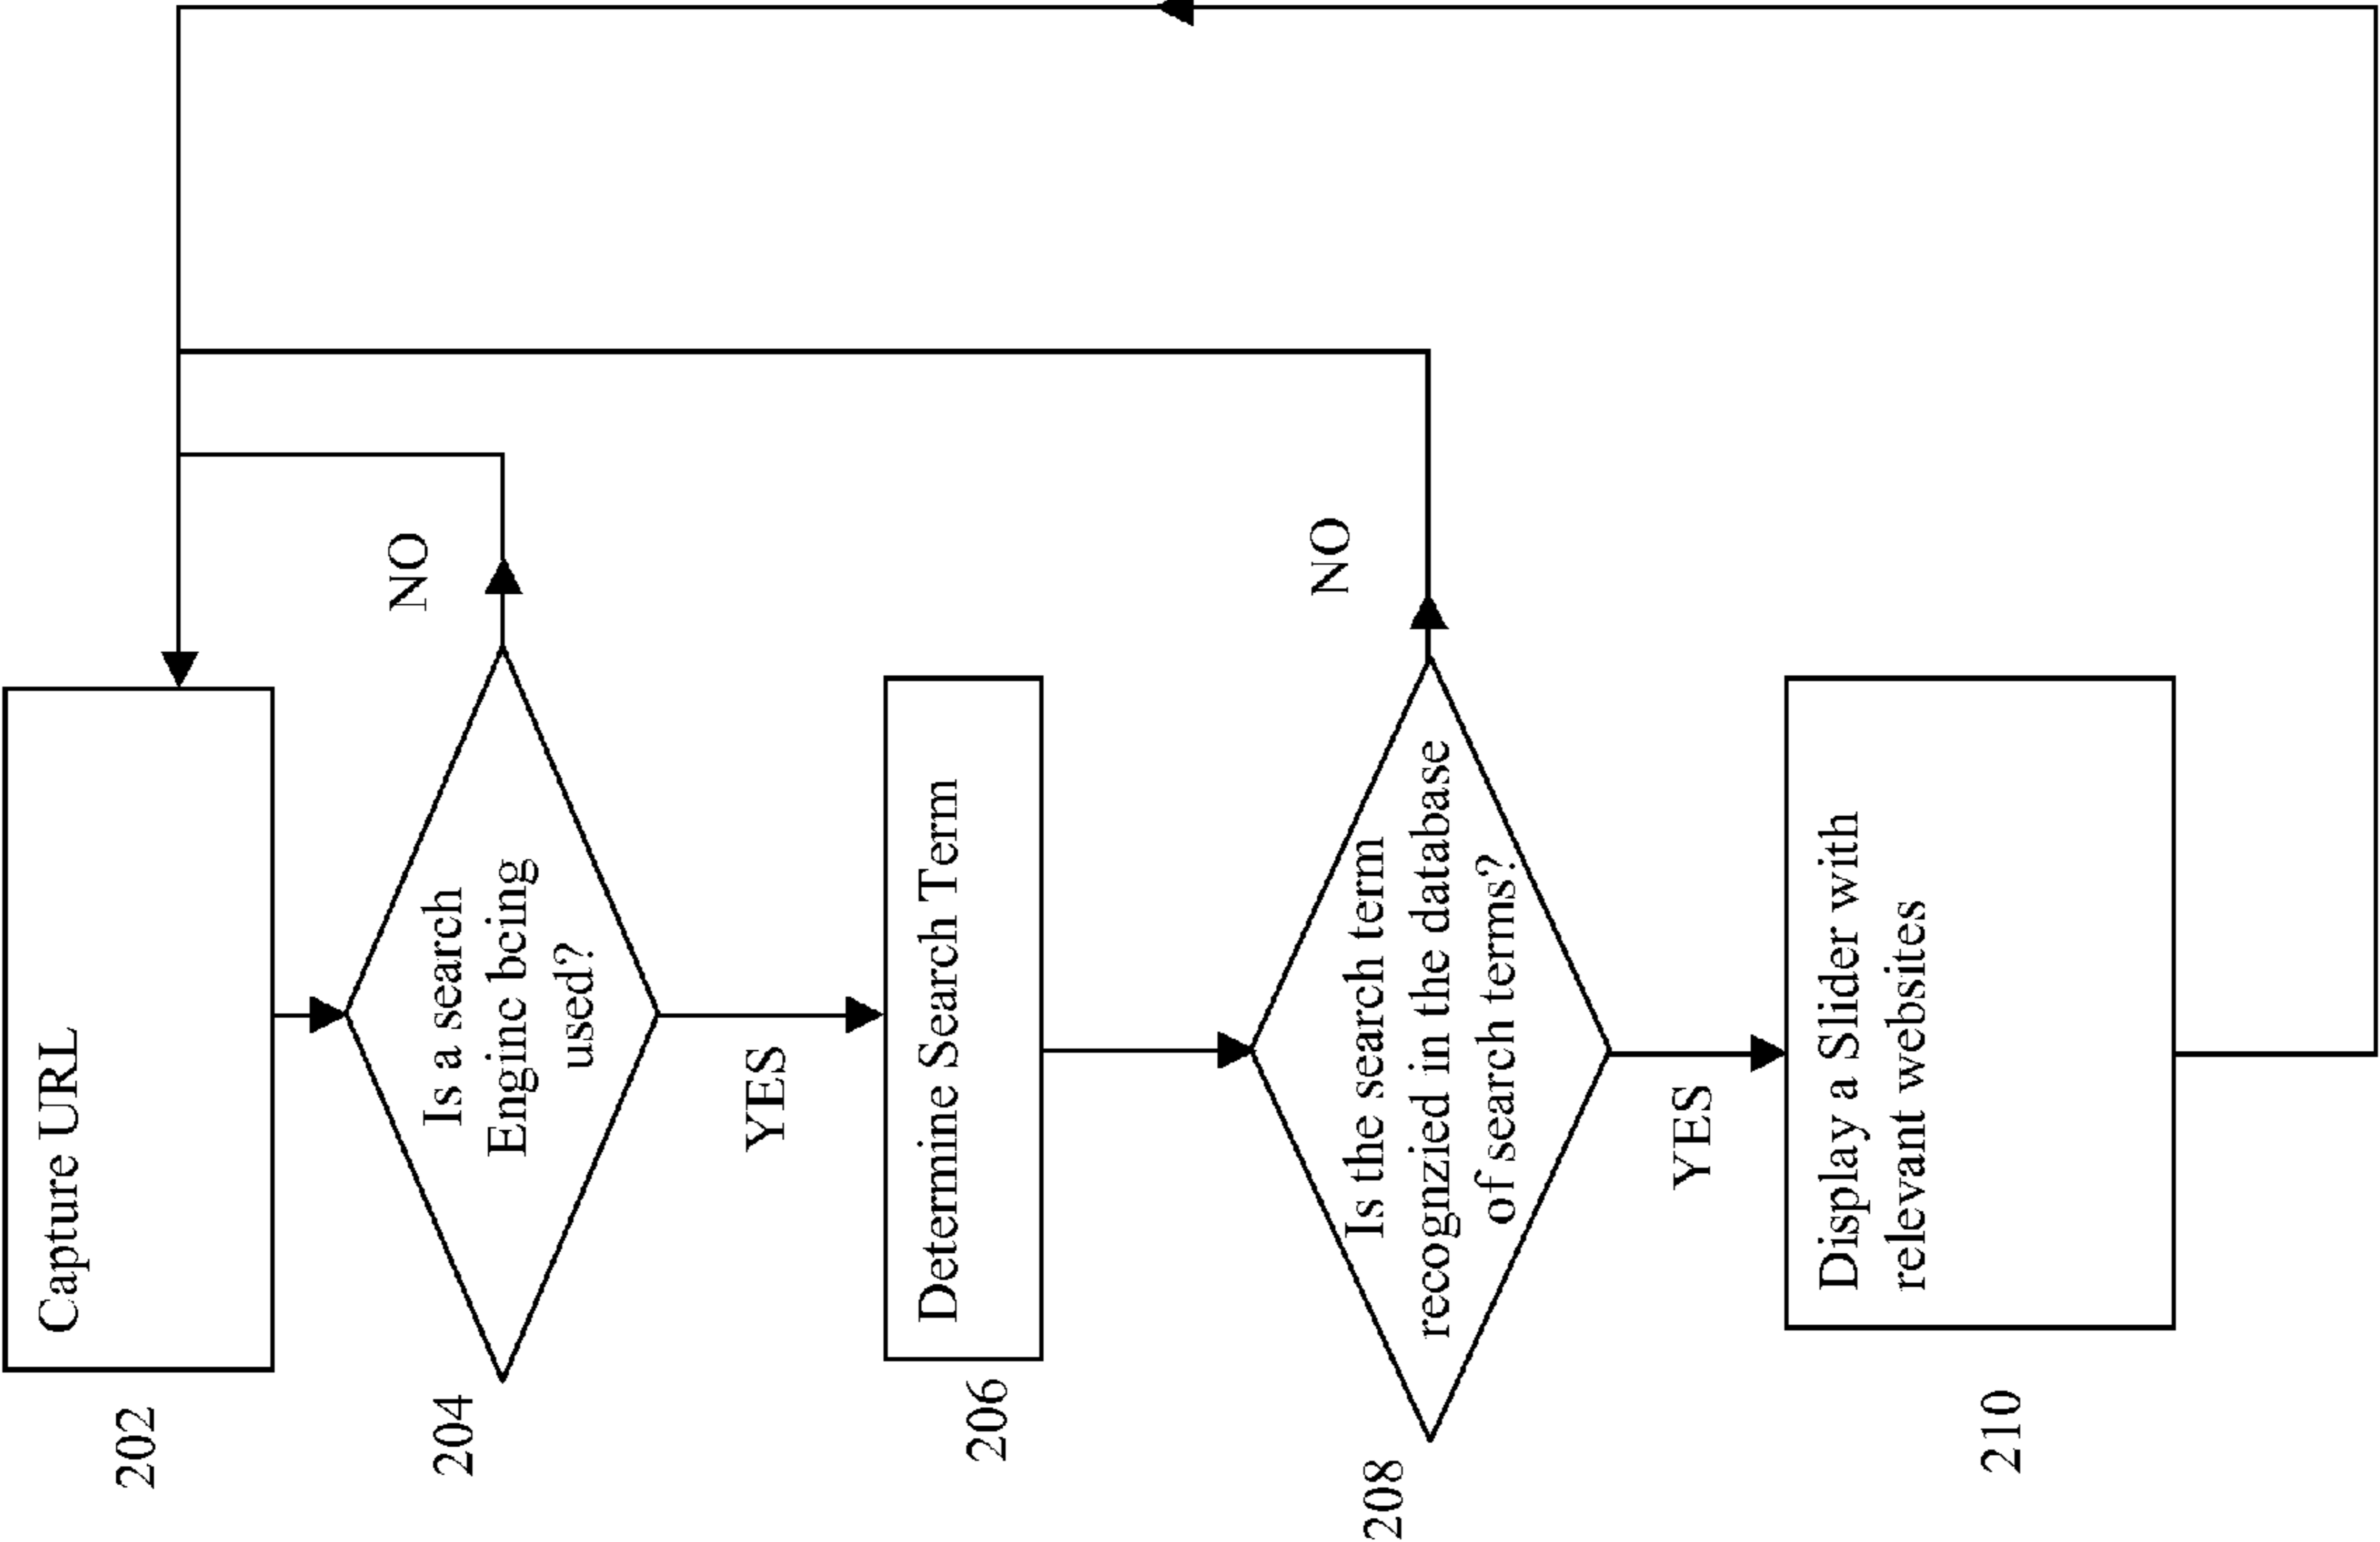 202
Capture URL
204
Is a search
Engine being
used?
NO
YES
206
Determine Search Term
208
Is the search term
recognzied in the database
of search terms?
NO
YES
210
Display a Slider with
relevant websites